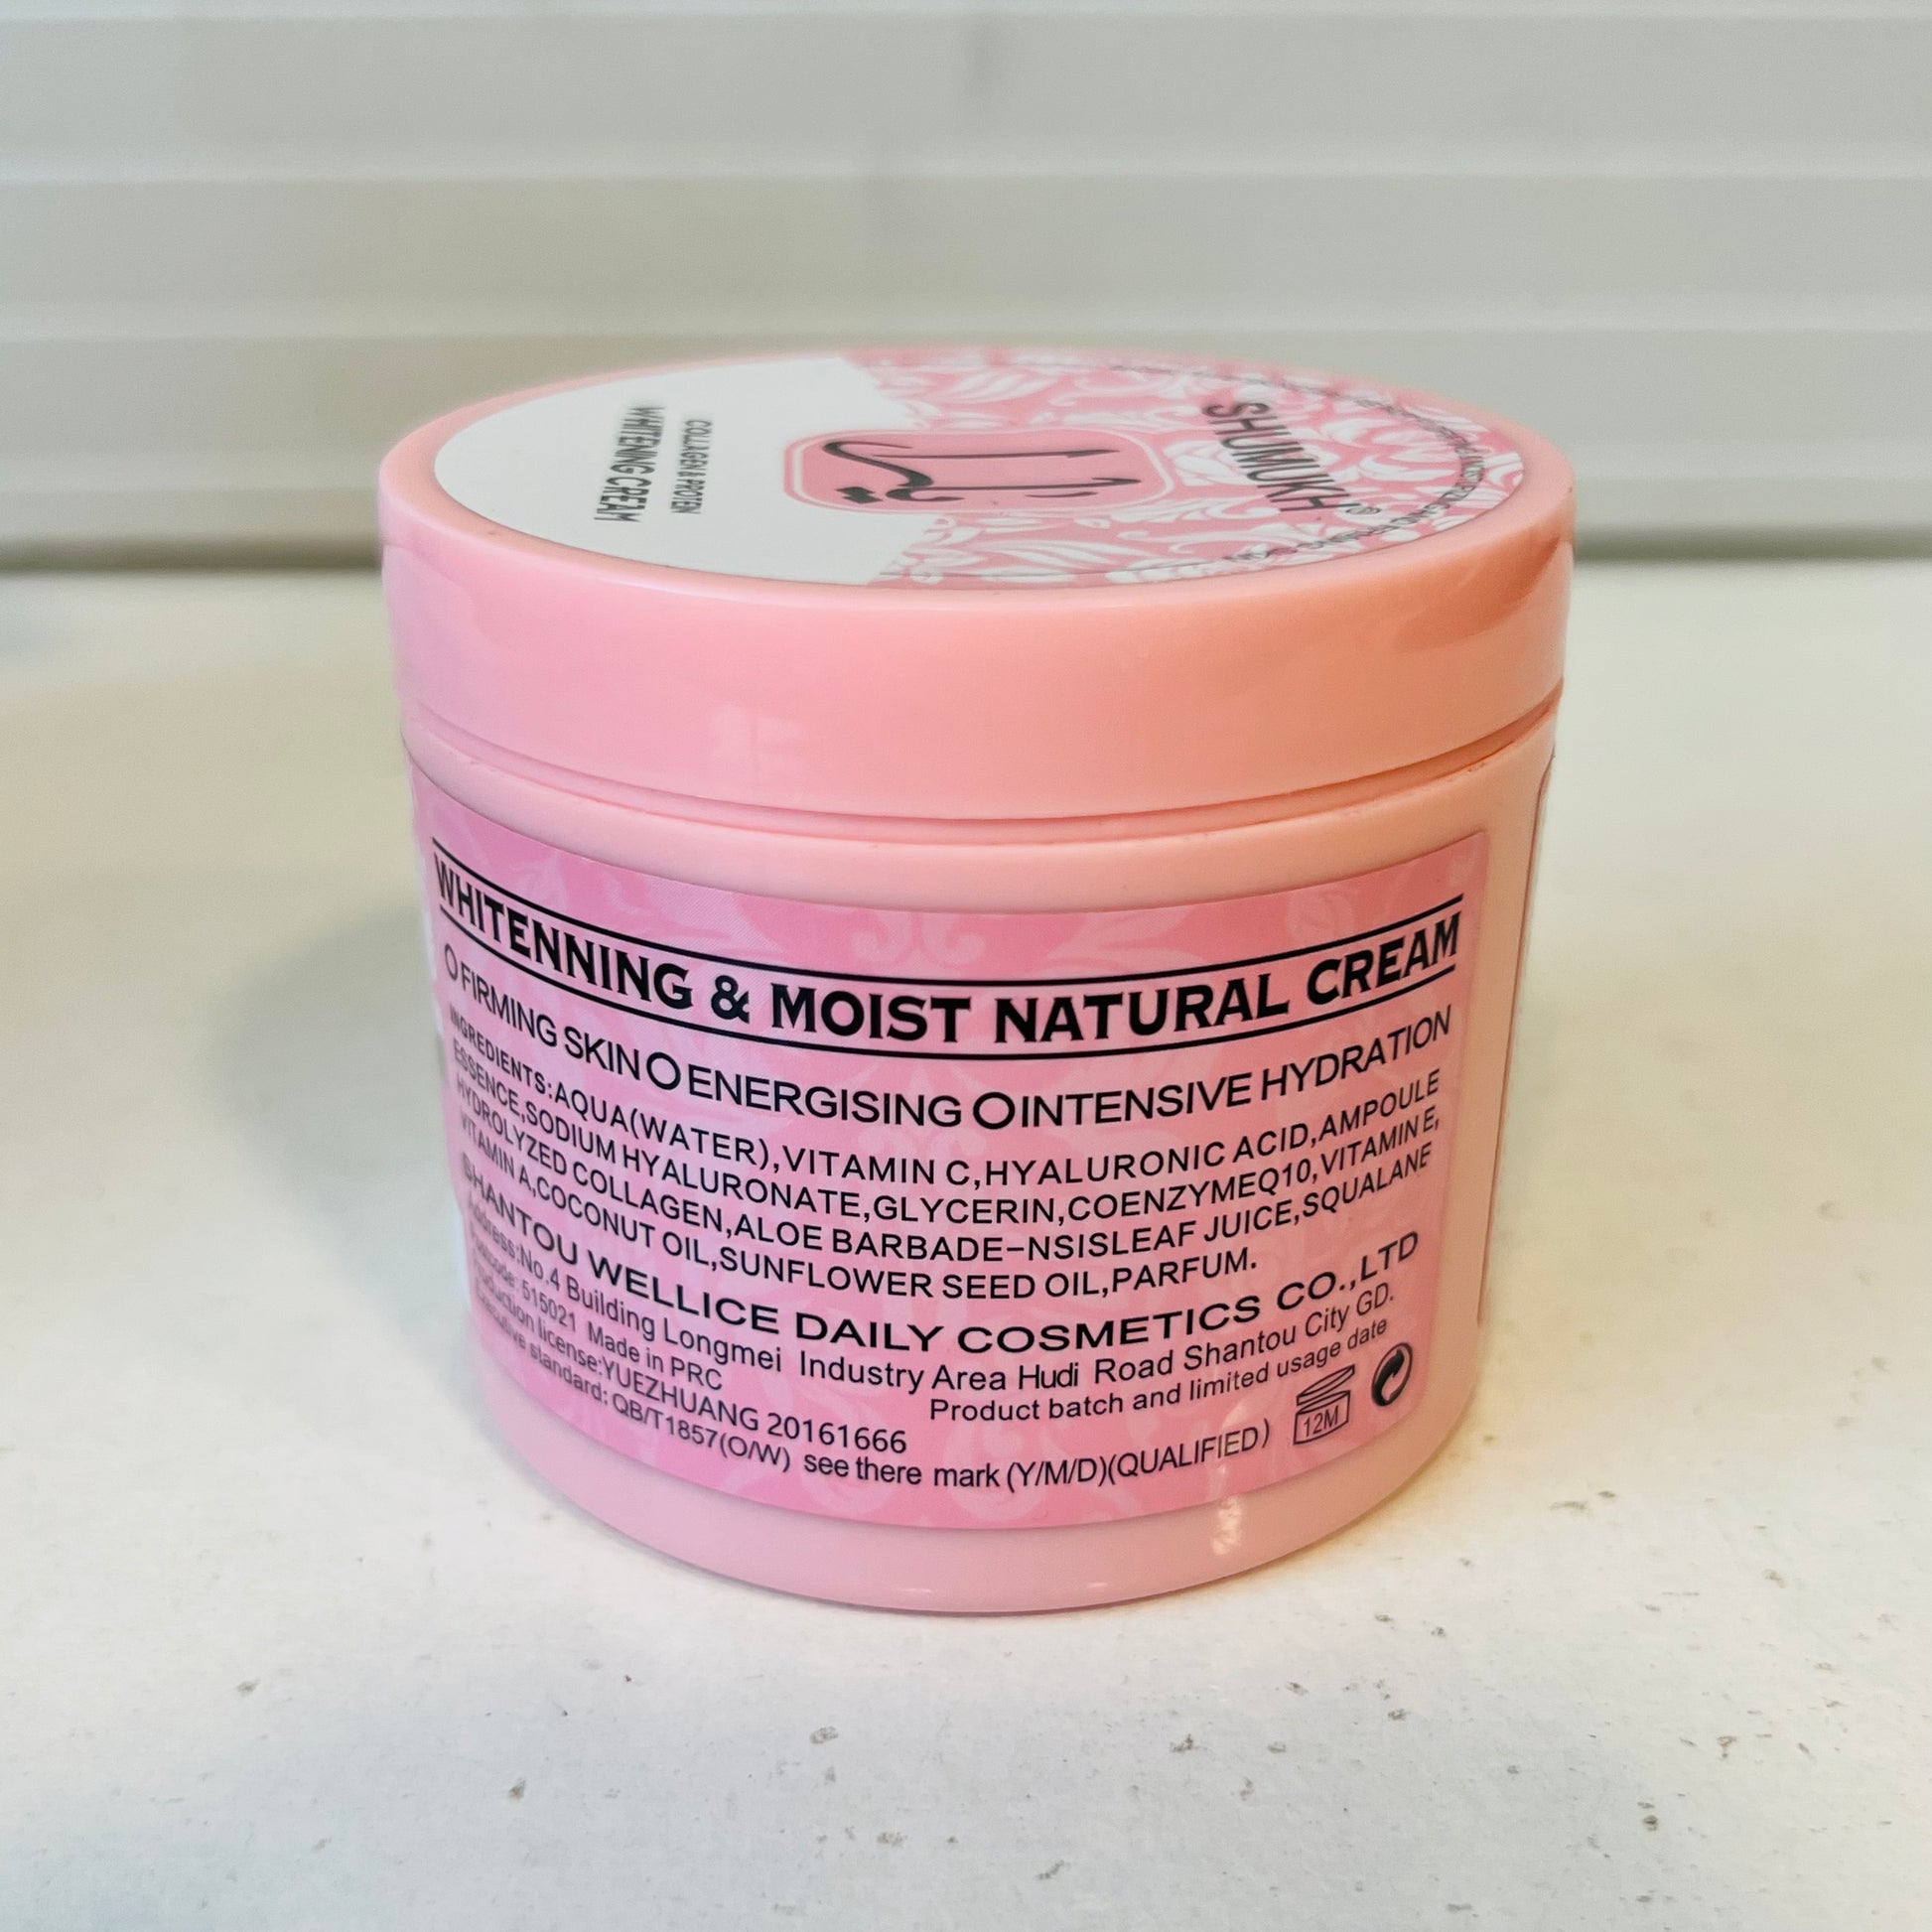 SHUMUKH®
COLLAGEN & PROTEIN
WHITENNING CREAM
WHITENNING & MOIST NATURAL CREAM
O FIRMING SKIN O ENERGISING O INTENSIVE HYDRATION
INGREDIENTS:AQUA(WATER),VITAMIN C,HYALURONIC ACID,AMPOULE
ESSENCE,SODIUM HYALURONATE,GLYCERIN,COENZYMEQ10,VITAMIN E,
HYDROLYZED COLLAGEN,ALOE BARBADE-NSISLEAF JUICE,SQUALANE
VITAMIN A,COCONUT OIL,SUNFLOWER SEED OIL,PARFUM.
SHANTOU WELLICE DAILY COSMETICS CO.,LTD
Address:No.4 Building Longmei Industry Area Hudi Road Shantou City GD.
Postcode: 515021 Made in PRC Product batch and limited usage date
Production license:YUEZHUANG 20161666
Executive standard: QB/T1857(O/W) see there mark (Y/M/D)(QUALIFIED) 12M